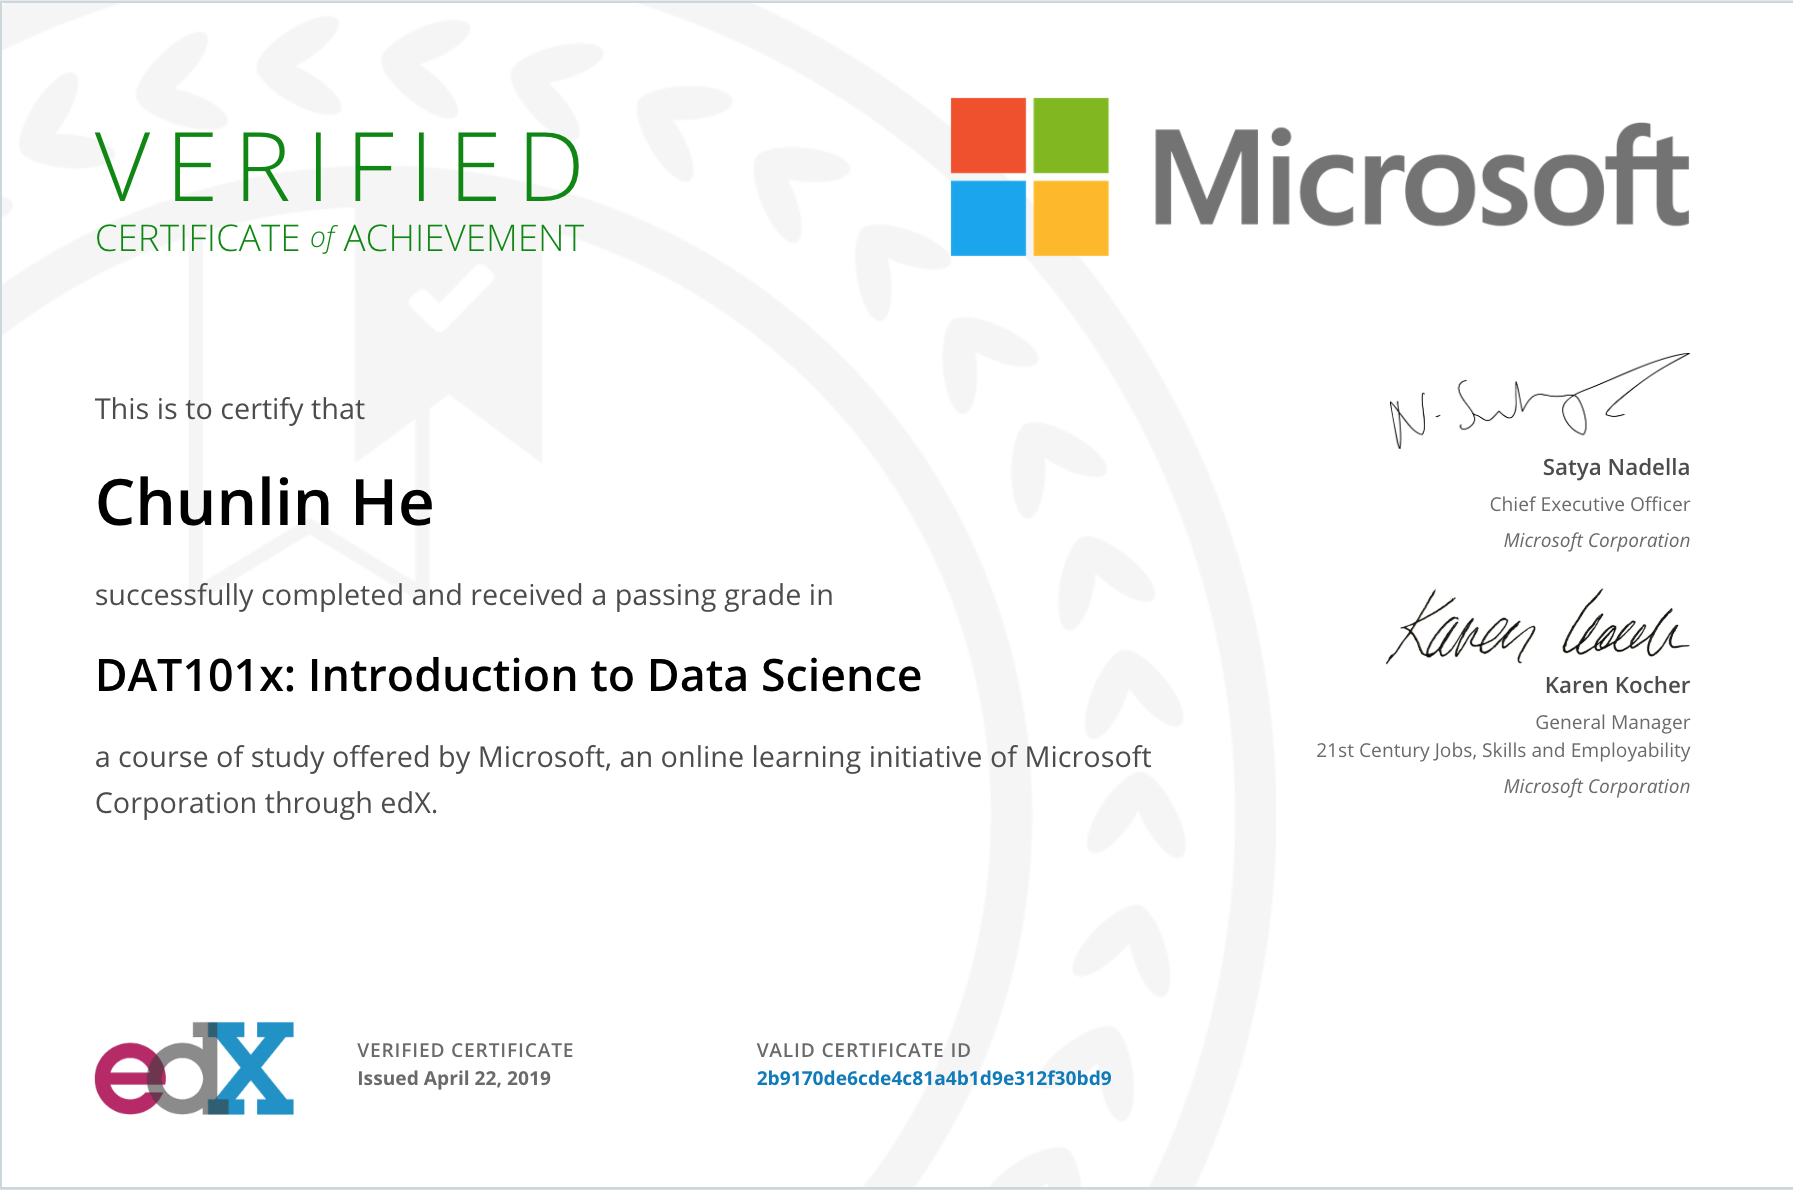 VERIFIED
CERTIFICATE of ACHIEVEMENT
Microsoft
This is to certify that
Chunlin He
successfully completed and received a passing grade in
DAT101x: Introduction to Data Science
a course of study offered by Microsoft, an online learning initiative of Microsoft
Corporation through edX.
Satya Nadella
Chief Executive Officer
Microsoft Corporation
Karen Kocher
General Manager
21st Century Jobs, Skills and Employability
Microsoft Corporation
edX
VERIFIED CERTIFICATE
Issued April 22, 2019
VALID CERTIFICATE ID
2b9170de6cde4c81a4b1d9e312f30bd9